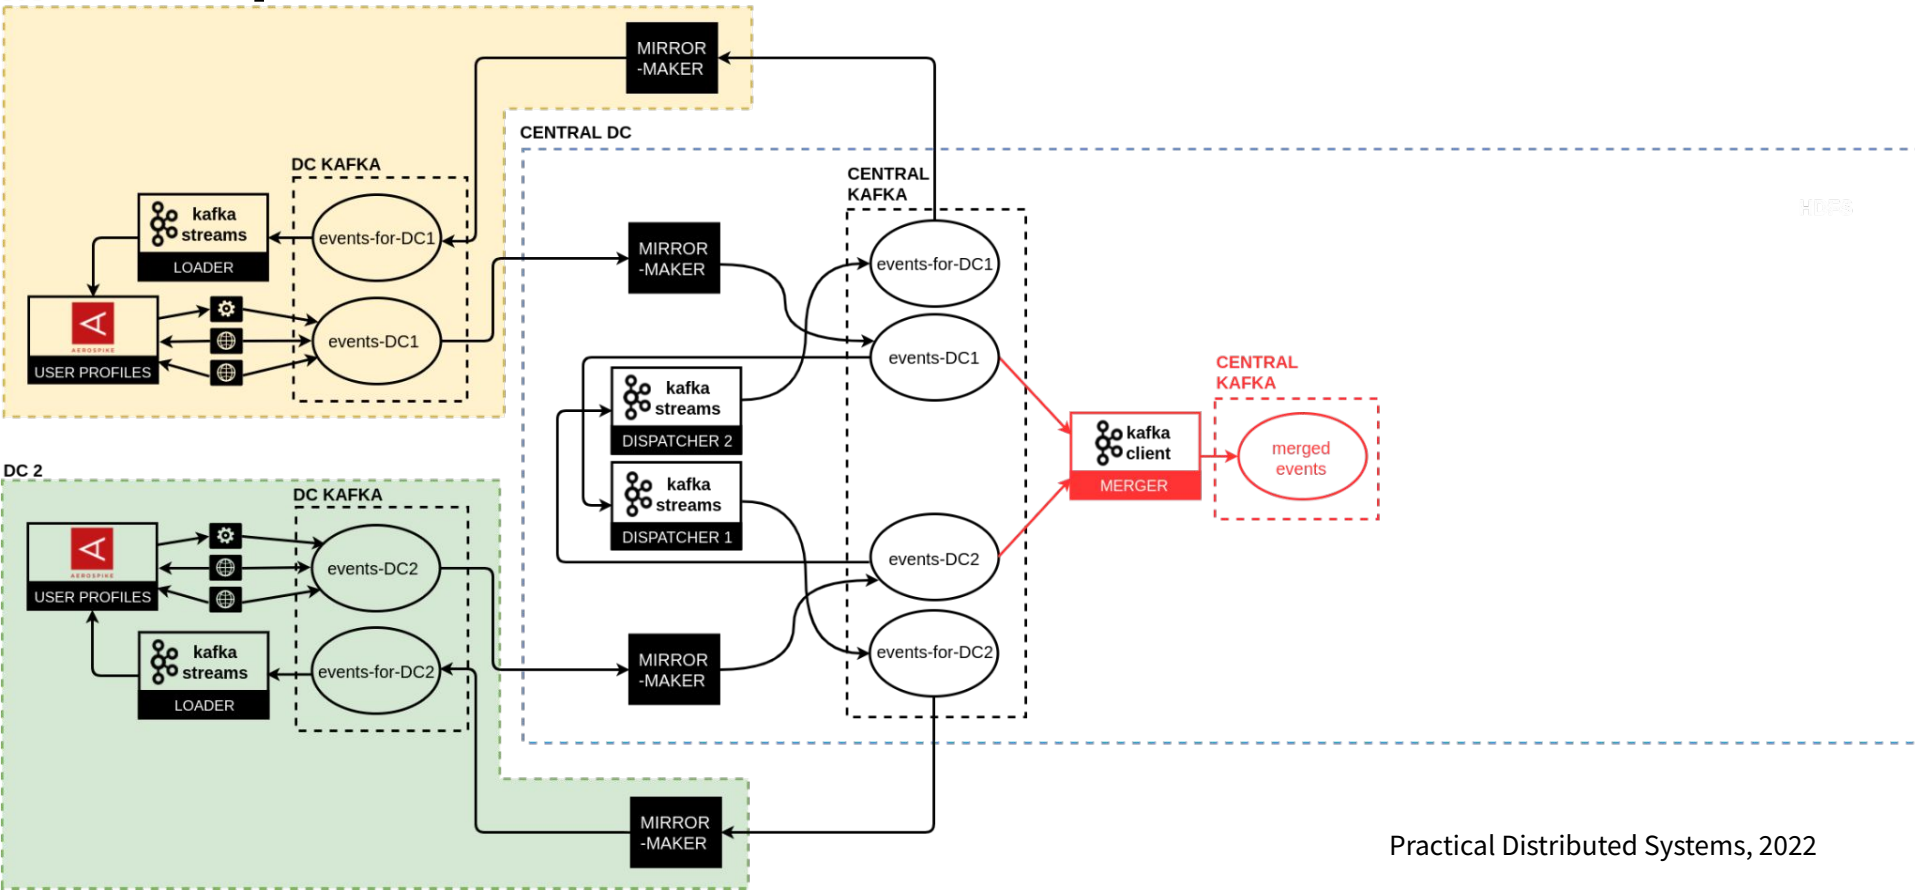 MIRROR
-MAKER
CENTRAL DC
DC KAFKA
CENTRAL
KAFKA
kafka
streams
LOADER
events-for-DC1
MIRROR
-MAKER
events-for-DC1
AEROSPIKE
USER PROFILES
events-DC1
events-DC1
kafka
streams
DISPATCHER 2
CENTRAL
KAFKA
kafka
client
MERGER
merged
events
kafka
streams
DISPATCHER 1
DC 2
DC KAFKA
AEROSPIKE
USER PROFILES
events-DC2
events-DC2
kafka
streams
LOADER
events-for-DC2
MIRROR
-MAKER
events-for-DC2
MIRROR
-MAKER
HDFS
Practical Distributed Systems, 2022